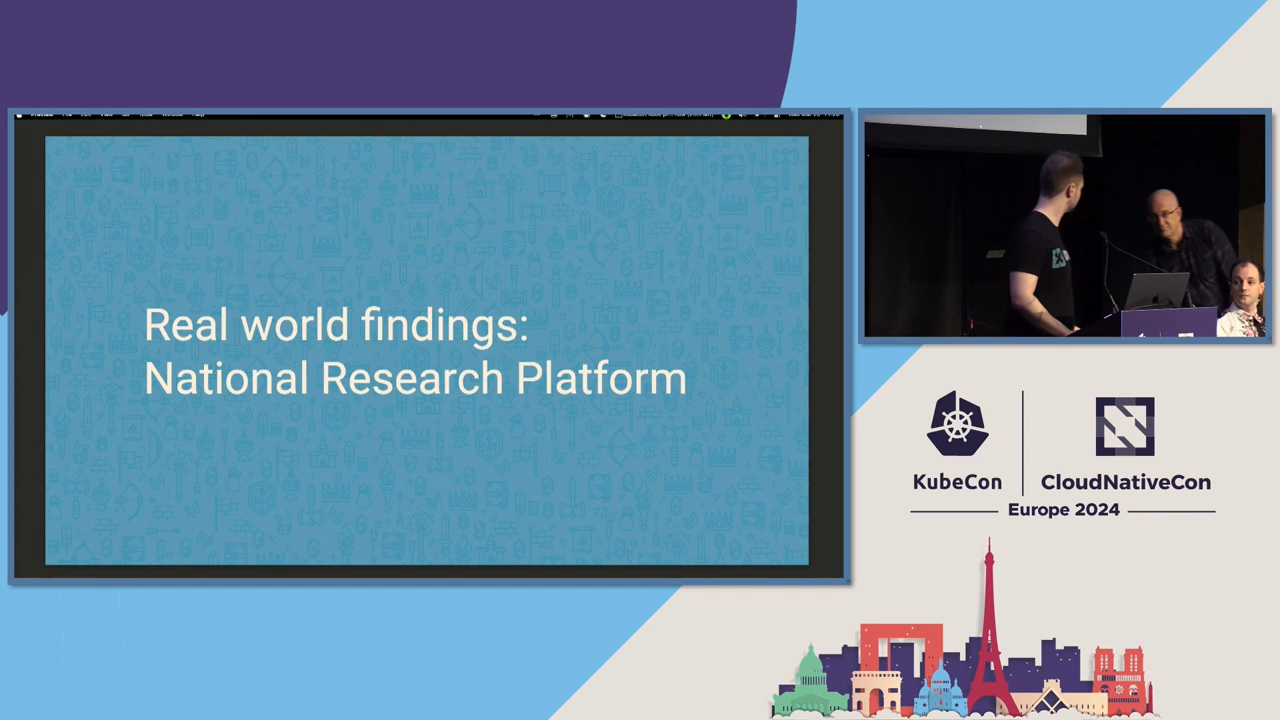 Real world findings:
National Research Platform
KubeCon
CloudNativeCon
Europe 2024